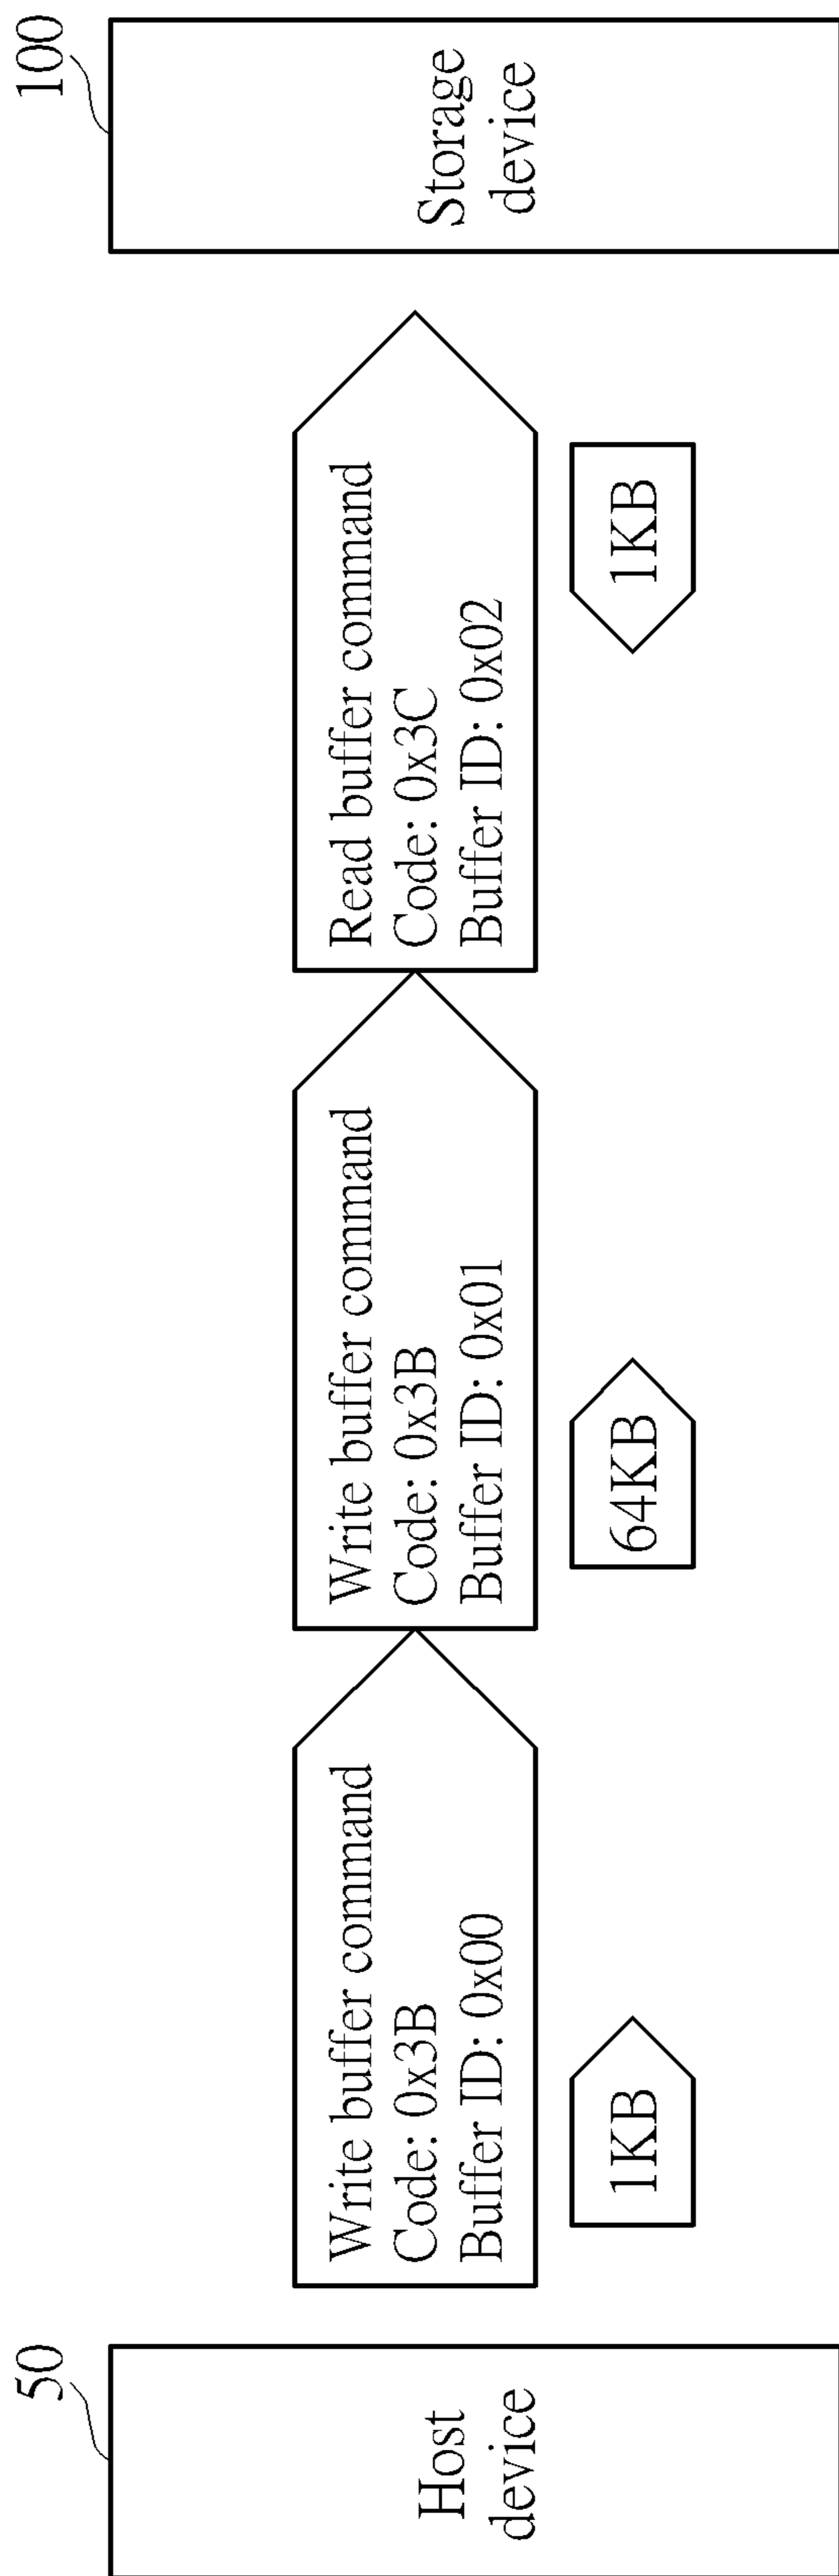 50
Host
device
Write buffer command
Code: 0x3B
Buffer ID: 0x00
1KB
Write buffer command
Code: 0x3B
Buffer ID: 0x01
64KB
Read buffer command
Code: 0x3C
Buffer ID: 0x02
1KB
100
Storage
device